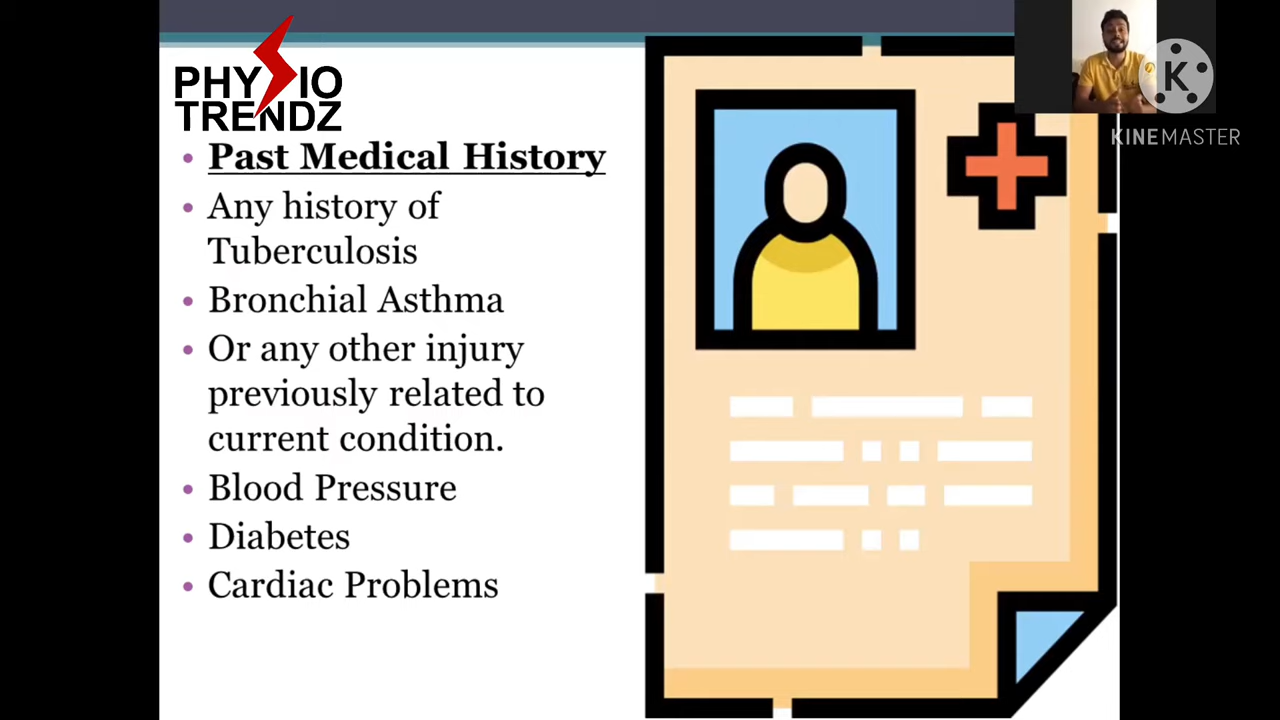 PHYSIO
TRENDZ
• Past Medical History
• Any history of
Tuberculosis
• Bronchial Asthma
• Or any other injury
previously related to
current condition.
• Blood Pressure
• Diabetes
• Cardiac Problems
K
KINEMASTER